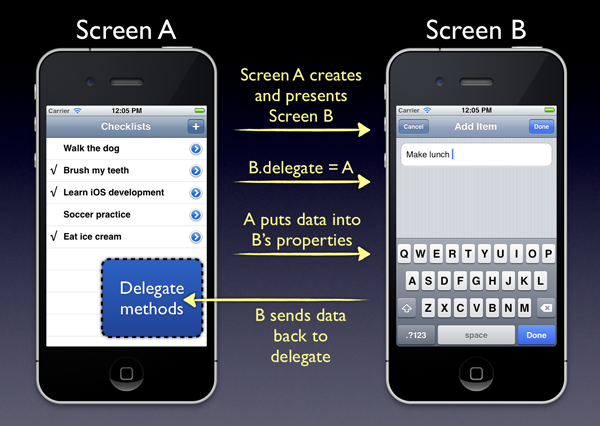 Screen A
Screen B
Carrier 12:05 PM
Checklists +
Walk the dog
√ Brush my teeth
√ Learn iOS development
Soccer practice
√ Eat ice cream
Delegate
methods
Screen A creates
and presents
Screen B
B.delegate = A
A puts data into
B's properties
B sends data
back to
delegate
Carrier 12:05 PM
Cancel Add Item Done
Make lunch
Q W E R T Y U I O P
A S D F G H J K L
Z X C V B N M
.?123 space Done